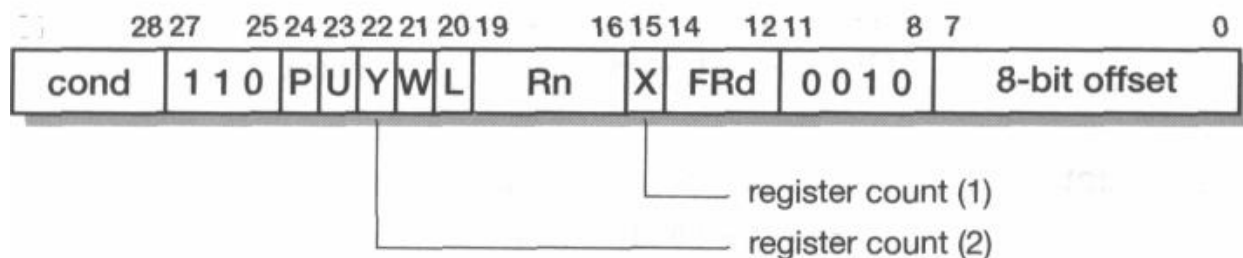 28 27 25 24 23 22 21 20 19 16 15 14 12 11 8 7 0
cond 1 1 0 P U Y W L Rn X FRd 0 0 1 0 8-bit offset
register count (1)
register count (2)